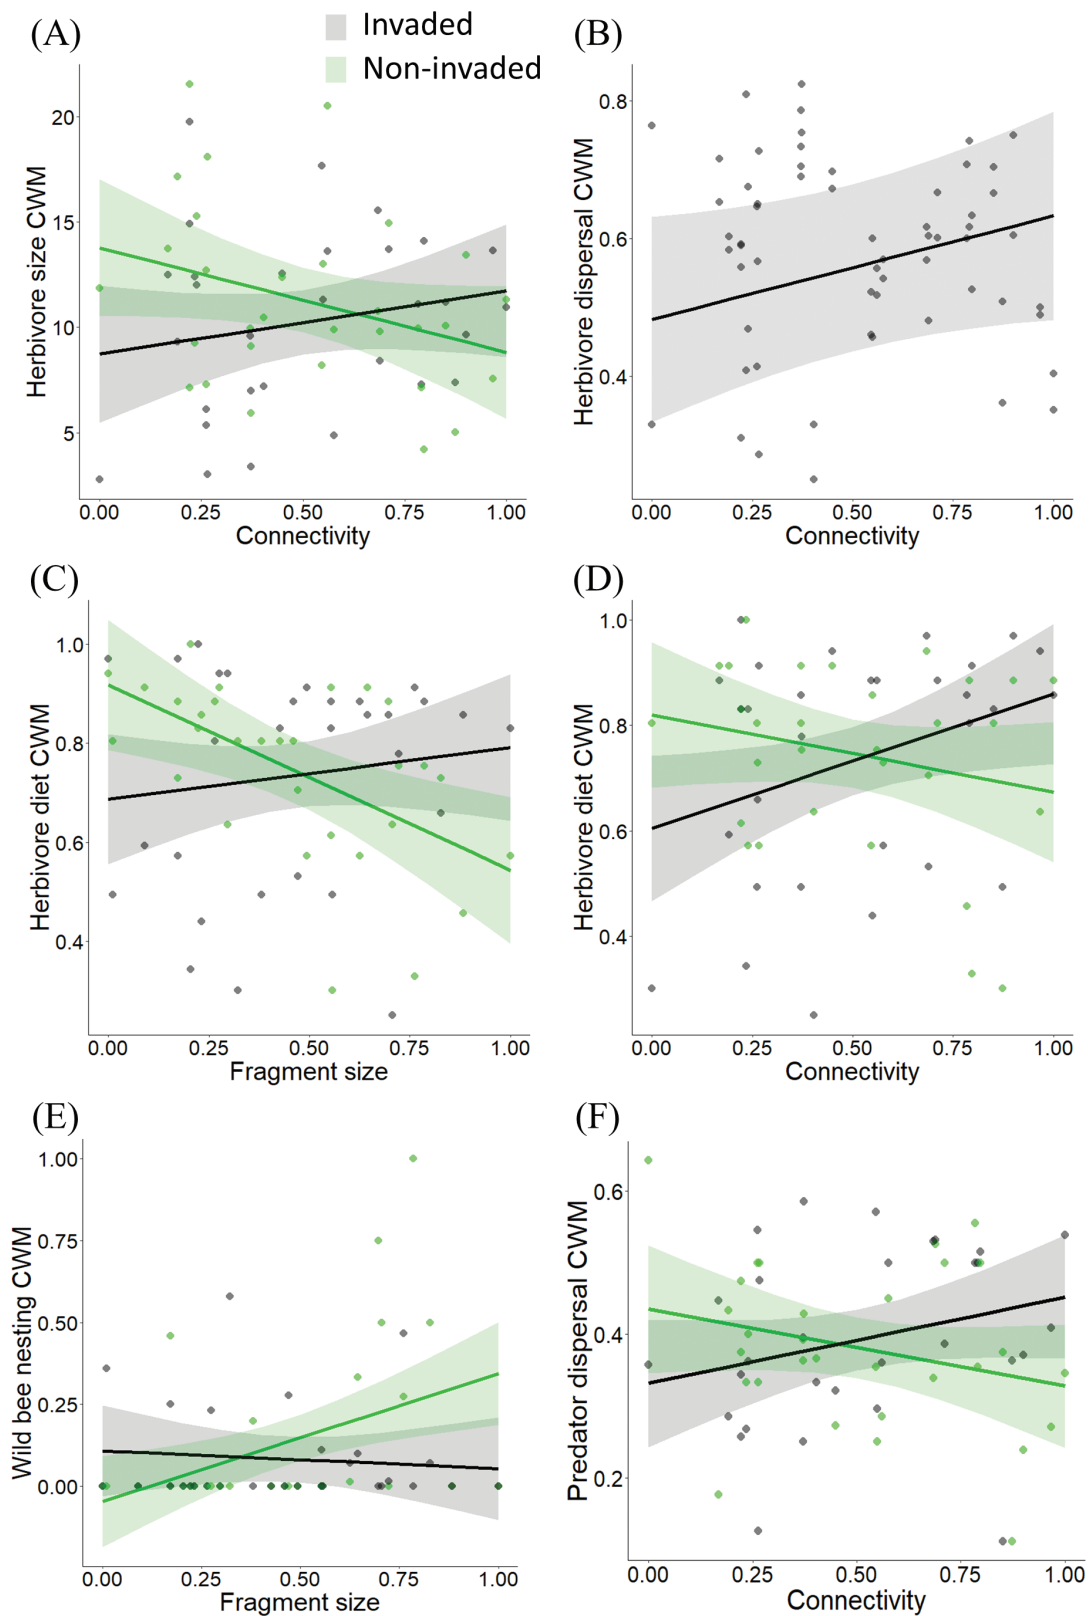 (A)
Invaded
Non-invaded
(B)
Herbivore size CWM
20
15
10
5
0.00 0.25 0.50 0.75 1.00
Connectivity
Herbivore dispersal CWM
0.8
0.6
0.4
0.00 0.25 0.50 0.75 1.00
Connectivity
(C)
Herbivore diet CWM
1.0
0.8
0.6
0.4
0.00 0.25 0.50 0.75 1.00
Fragment size
(D)
Herbivore diet CWM
1.0
0.8
0.6
0.4
0.00 0.25 0.50 0.75 1.00
Connectivity
(E)
Wild bee nesting CWM
1.00
0.75
0.50
0.25
0.00
0.00 0.25 0.50 0.75 1.00
Fragment size
(F)
Predator dispersal CWM
0.6
0.4
0.2
0.00 0.25 0.50 0.75 1.00
Connectivity